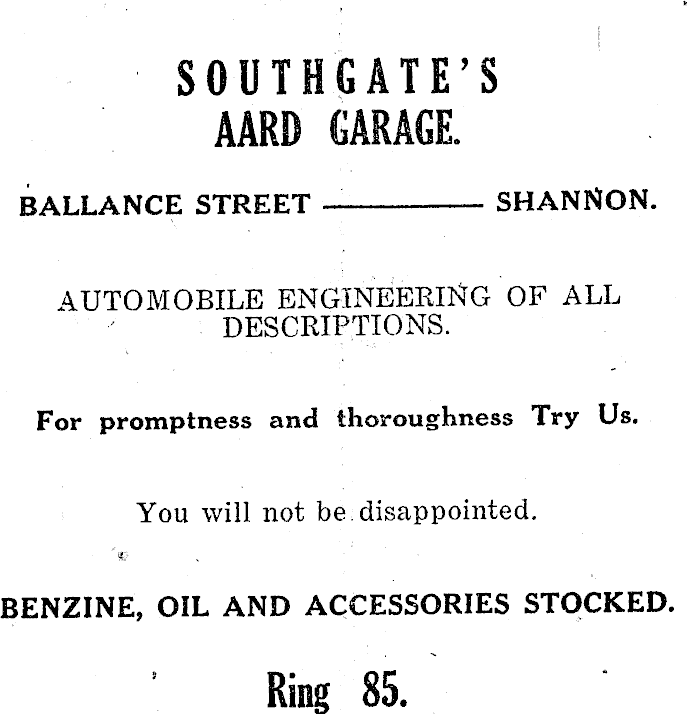 SOUTHGATE'S
AARD GARAGE.
BALLANCE STREET ———— SHANNON.
AUTOMOBILE ENGINEERING OF ALL
DESCRIPTIONS.
For promptness and thoroughness Try Us.
You will not be disappointed.
BENZINE, OIL AND ACCESSORIES STOCKED.
Ring 85.